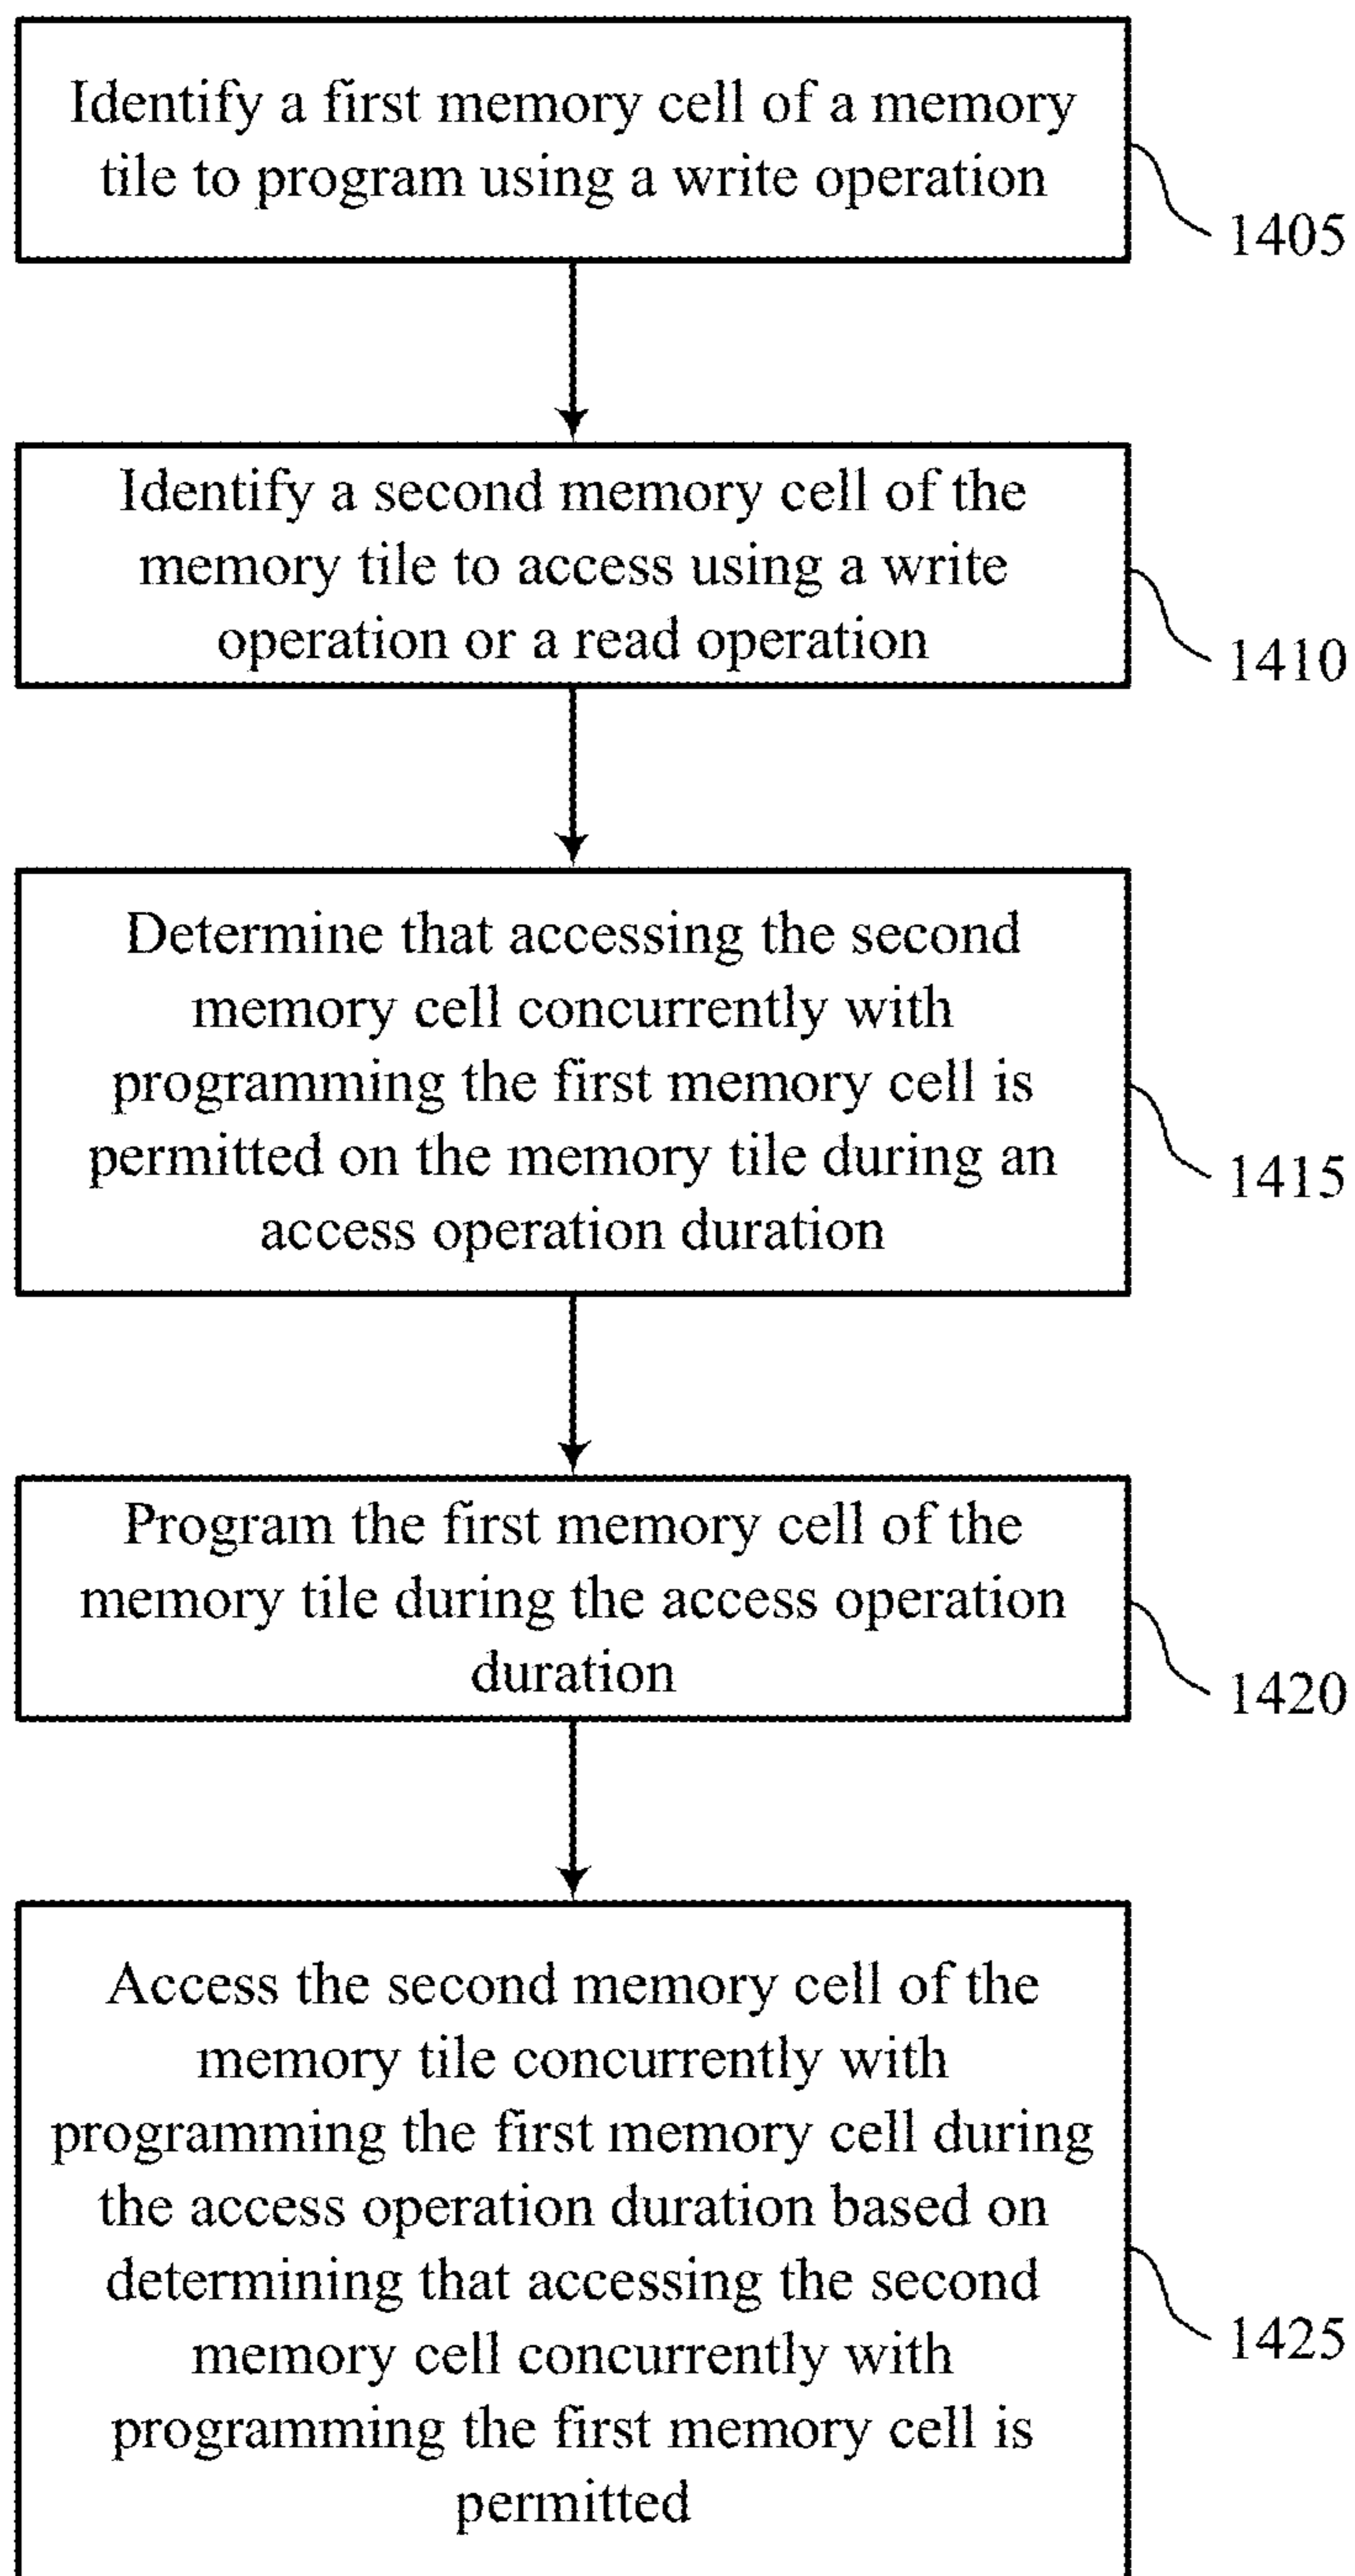 Identify a first memory cell of a memory
tile to program using a write operation
1405
Identify a second memory cell of the
memory tile to access using a write
operation or a read operation
1410
Determine that accessing the second
memory cell concurrently with
programming the first memory cell is
permitted on the memory tile during an
access operation duration
1415
Program the first memory cell of the
memory tile during the access operation
duration
1420
Access the second memory cell of the
memory tile concurrently with
programming the first memory cell during
the access operation duration based on
determining that accessing the second
memory cell concurrently with
programming the first memory cell is
permitted
1425